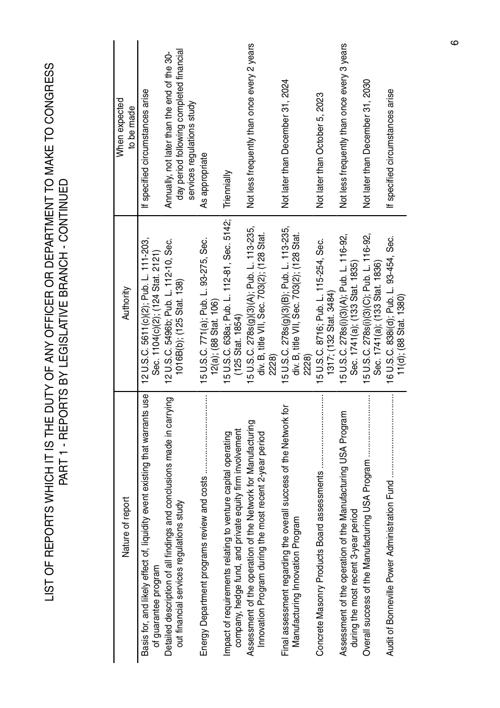 LIST OF REPORTS WHICH IT IS THE DUTY OF ANY OFFICER OR DEPARTMENT TO MAKE TO CONGRESS
PART 1 - REPORTS BY LEGISLATIVE BRANCH - CONTINUED
Nature of report
Authority
When expected
to be made
Basis for, and likely effect of, liquidity event existing that warrants use
of guarantee program
12 U.S.C. 5611(c)(2); Pub. L. 111-203,
Sec. 1104(c)(2); (124 Stat. 2121)
If specified circumstances arise
Detailed description of all findings and conclusions made in carrying
out financial services regulations study
12 U.S.C. 5496b; Pub. L. 112-10, Sec.
1016B(b); (125 Stat. 138)
Annually, not later than the end of the 30-
day period following completed financial
services regulations study
Energy Department programs review and costs
15 U.S.C. 771(a); Pub. L. 93-275, Sec.
12(a); (88 Stat. 106)
As appropriate
Impact of requirements relating to venture capital operating
company, hedge fund, and private equity firm involvement
15 U.S.C. 638a; Pub. L. 112-81, Sec. 5142;
(125 Stat. 1854)
Triennially
Assessment of the operation of the Network for Manufacturing
Innovation Program during the most recent 2-year period
15 U.S.C. 278s(g)(3)(A); Pub. L. 113-235,
div. B, title VII, Sec. 703(2); (128 Stat.
2228)
Not less frequently than once every 2 years
Final assessment regarding the overall success of the Network for
Manufacturing Innovation Program
15 U.S.C. 278s(g)(3)(B); Pub. L. 113-235,
div. B, title VII, Sec. 703(2); (128 Stat.
2228)
Not later than December 31, 2024
Concrete Masonry Products Board assessments
15 U.S.C. 8716; Pub. L. 115-254, Sec.
1317; (132 Stat. 3484)
Not later than October 5, 2023
Assessment of the operation of the Manufacturing USA Program
during the most recent 3-year period
15 U.S.C. 278s(i)(3)(A); Pub. L. 116-92,
Sec. 1741(a); (133 Stat. 1835)
Not less frequently than once every 3 years
Overall success of the Manufacturing USA Program
15 U.S.C. 278s(i)(3)(C); Pub. L. 116-92,
Sec. 1741(a); (133 Stat. 1836)
Not later than December 31, 2030
Audit of Bonneville Power Administration Fund
16 U.S.C. 838i(d); Pub. L. 93-454, Sec.
11(d); (88 Stat. 1380)
If specified circumstances arise
6